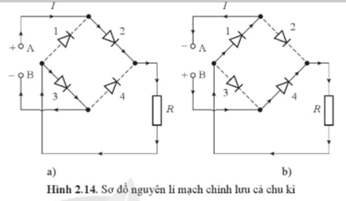 I
I
1
2
1
2
+ A
- A
- B
+ B
3
4
3
4
R
R
a)
b)
Hình 2.14. Sơ đồ nguyên lí mạch chỉnh lưu cả chu kì